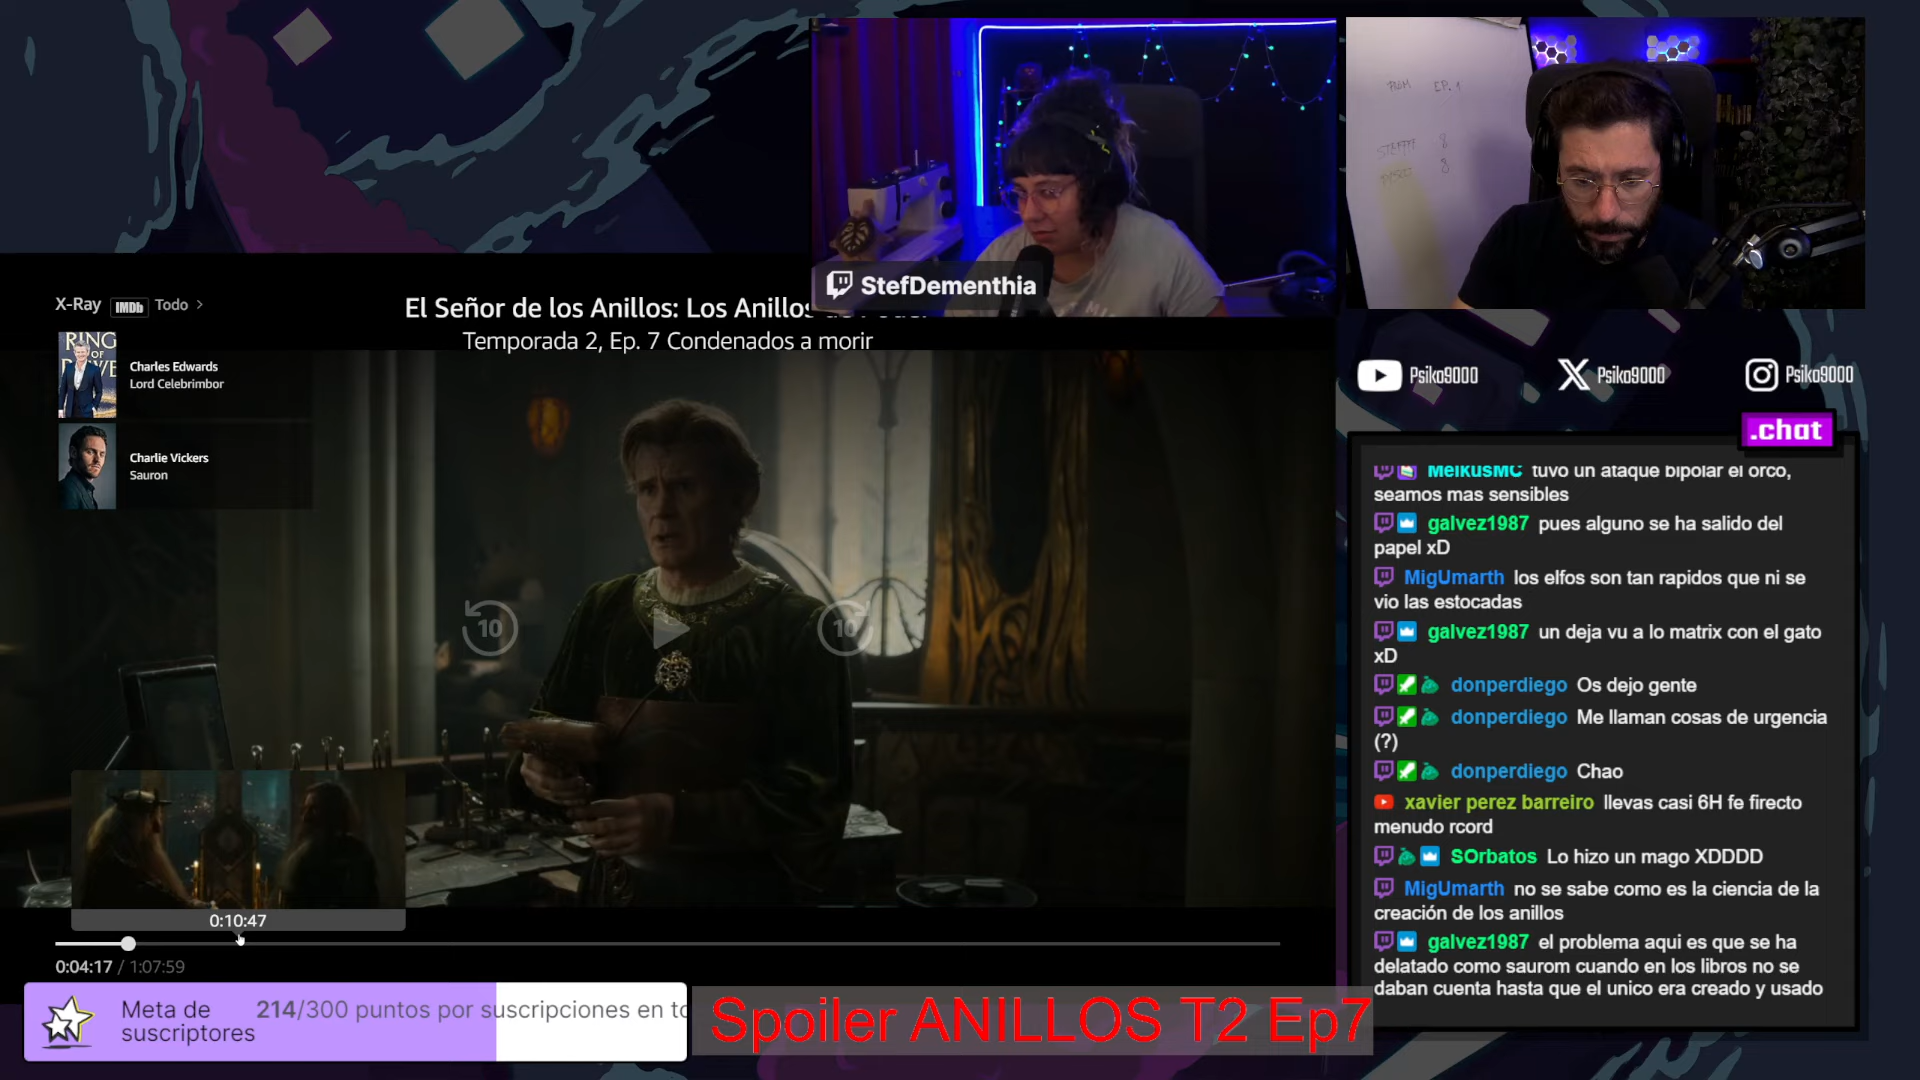 RDM EP. 1
8
8
StefDementhia
X-Ray IMDb Todo
El Señor de los Anillos: Los Anillos
Temporada 2, Ep. 7 Condenados a morir
RING
OF
Charles Edwards
Lord Celebrimbor
Charlie Vickers
Sauron
10
10
0:10:47
0:04:17 / 1:07:59
Meta de suscriptores
214/300 puntos por suscripciones en to
Spoiler ANILLOS T2 Ep7
Psiko9000
Psiko9000
Psiko9000
.chat
MelkusMC tuvo un ataque bipolar el orco,
seamos mas sensibles
galvez1987 pues alguno se ha salido del
papel xD
MigUmarth los elfos son tan rapidos que ni se
vio las estocadas
galvez1987 un deja vu a lo matrix con el gato
xD
donperdiego Os dejo gente
donperdiego Me llaman cosas de urgencia
(?)
donperdiego Chao
xavier perez barreiro llevas casi 6H fe firecto
menudo rcord
SOrbatos Lo hizo un mago XDDDD
MigUmarth no se sabe como es la ciencia de la
creación de los anillos
galvez1987 el problema aqui es que se ha
delatado como saurom cuando en los libros no se
daban cuenta hasta que el unico era creado y usado